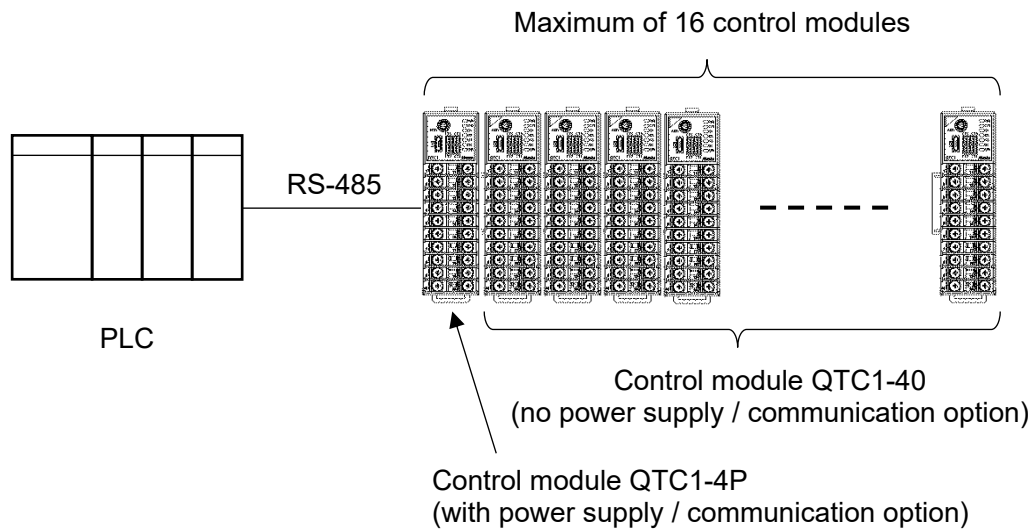 Maximum of 16 control modules
RS-485
PLC
Control module QTC1-40
(no power supply / communication option)
Control module QTC1-4P
(with power supply / communication option)